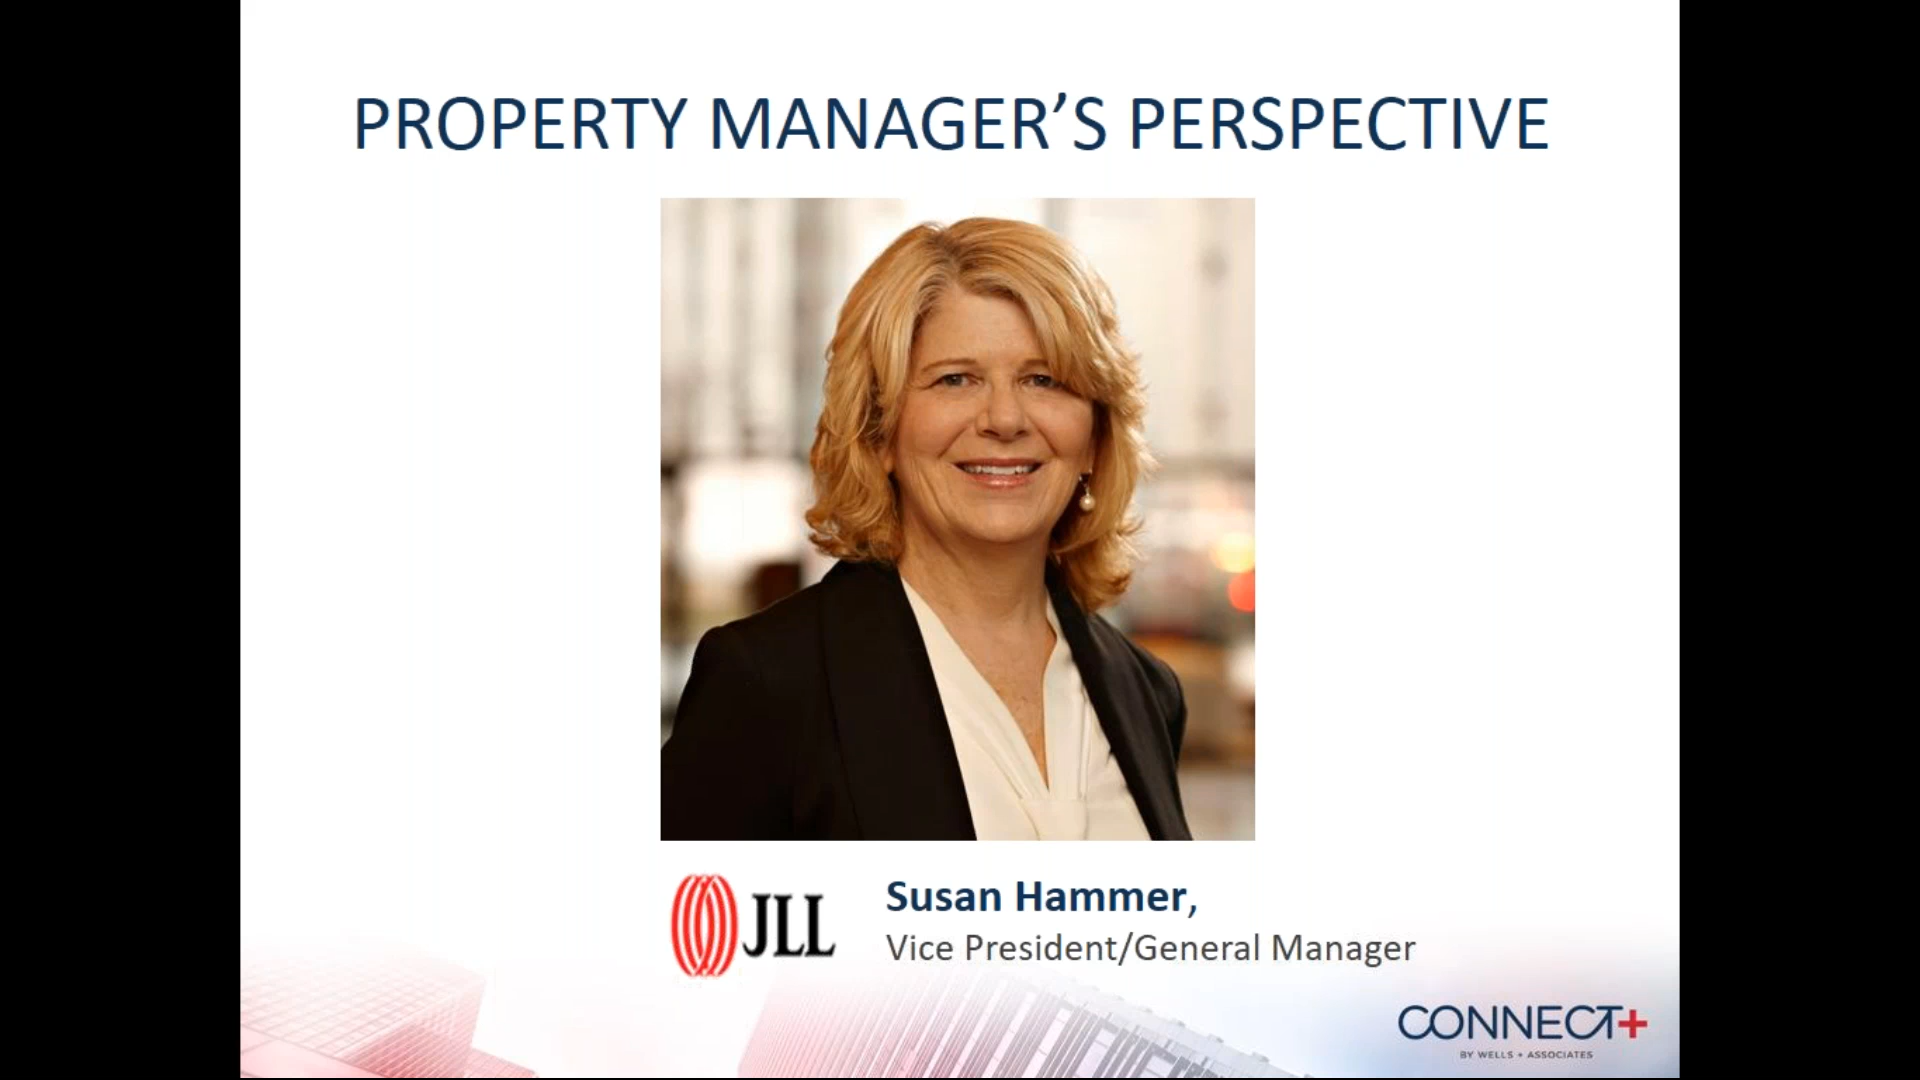 PROPERTY MANAGER’S PERSPECTIVE
JLL
Susan Hammer,
Vice President/General Manager
CONNECT+
BY WELLS + ASSOCIATES